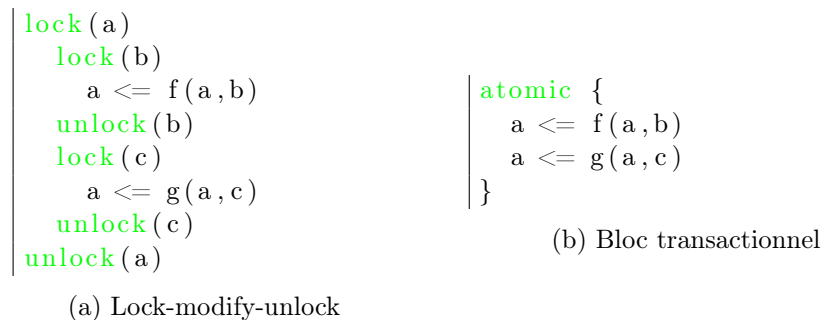 lock(a)
lock(b)
a <= f(a,b)
unlock(b)
lock(c)
a <= g(a,c)
unlock(c)
unlock(a)
(a) Lock-modify-unlock
atomic {
a <= f(a,b)
a <= g(a,c)
}
(b) Bloc transactionnel